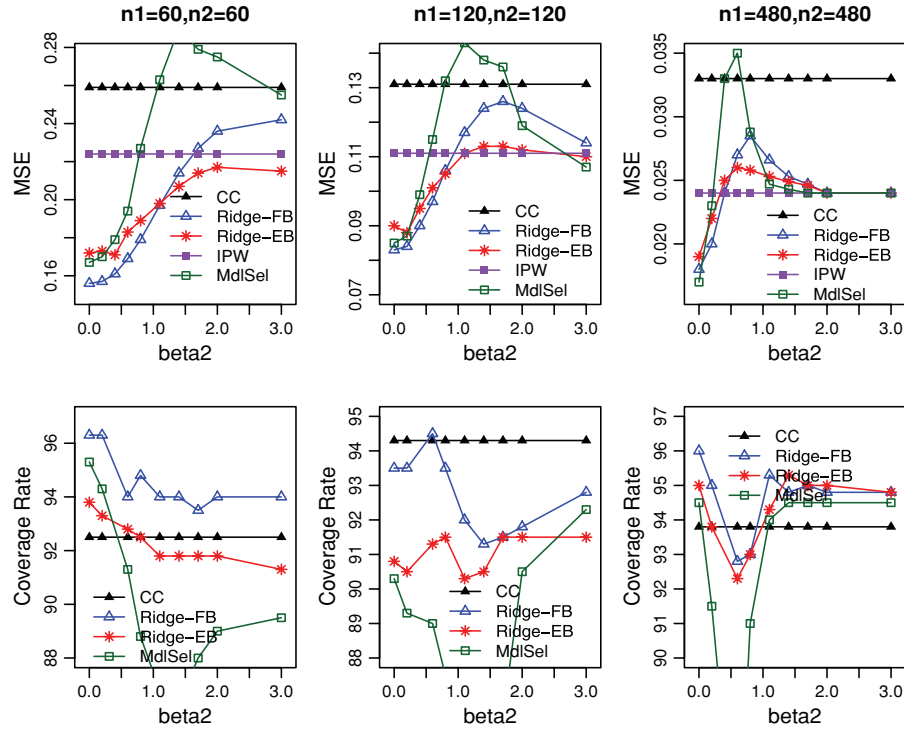 n1=60,n2=60
n1=120,n2=120
n1=480,n2=480
MSE
0.16 0.20 0.24 0.28
CC
Ridge−FB
Ridge−EB
IPW
MdlSel
0.0 1.0 2.0 3.0
beta2
MSE
0.07 0.09 0.11 0.13
CC
Ridge−FB
Ridge−EB
IPW
MdlSel
0.0 1.0 2.0 3.0
beta2
MSE
0.020 0.025 0.030 0.035
CC
Ridge−FB
Ridge−EB
IPW
MdlSel
0.0 1.0 2.0 3.0
beta2
Coverage Rate
88 90 92 94 96
CC
Ridge−FB
Ridge−EB
MdlSel
0.0 1.0 2.0 3.0
beta2
Coverage Rate
88 89 90 91 92 93 94 95
CC
Ridge−FB
Ridge−EB
MdlSel
0.0 1.0 2.0 3.0
beta2
Coverage Rate
90 91 92 93 94 95 96 97
CC
Ridge−FB
Ridge−EB
MdlSel
0.0 1.0 2.0 3.0
beta2